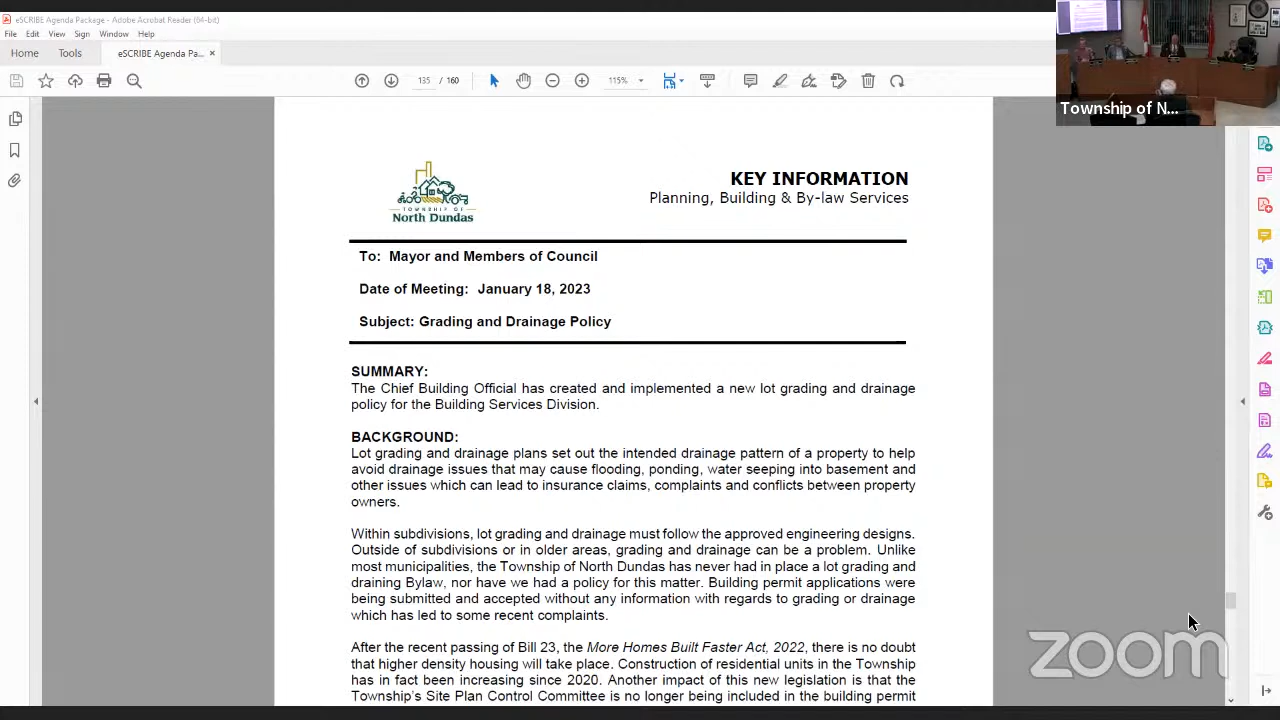 eSCRIBE Agenda Package - Adobe Acrobat Reader (64-bit)
File Edit View Sign Window Help
Home Tools eSCRIBE Agenda Pa... ×
135 / 160 115%
Township of N...
TOWNSHIP OF
North Dundas
KEY INFORMATION
Planning, Building & By-law Services
To: Mayor and Members of Council
Date of Meeting: January 18, 2023
Subject: Grading and Drainage Policy
SUMMARY:
The Chief Building Official has created and implemented a new lot grading and drainage
policy for the Building Services Division.
BACKGROUND:
Lot grading and drainage plans set out the intended drainage pattern of a property to help
avoid drainage issues that may cause flooding, ponding, water seeping into basement and
other issues which can lead to insurance claims, complaints and conflicts between property
owners.
Within subdivisions, lot grading and drainage must follow the approved engineering designs.
Outside of subdivisions or in older areas, grading and drainage can be a problem. Unlike
most municipalities, the Township of North Dundas has never had in place a lot grading and
draining Bylaw, nor have we had a policy for this matter. Building permit applications were
being submitted and accepted without any information with regards to grading or drainage
which has led to some recent complaints.
After the recent passing of Bill 23, the More Homes Built Faster Act, 2022, there is no doubt
that higher density housing will take place. Construction of residential units in the Township
has in fact been increasing since 2020. Another impact of this new legislation is that the
Township's Site Plan Control Committee is no longer being included in the building permit
zoom